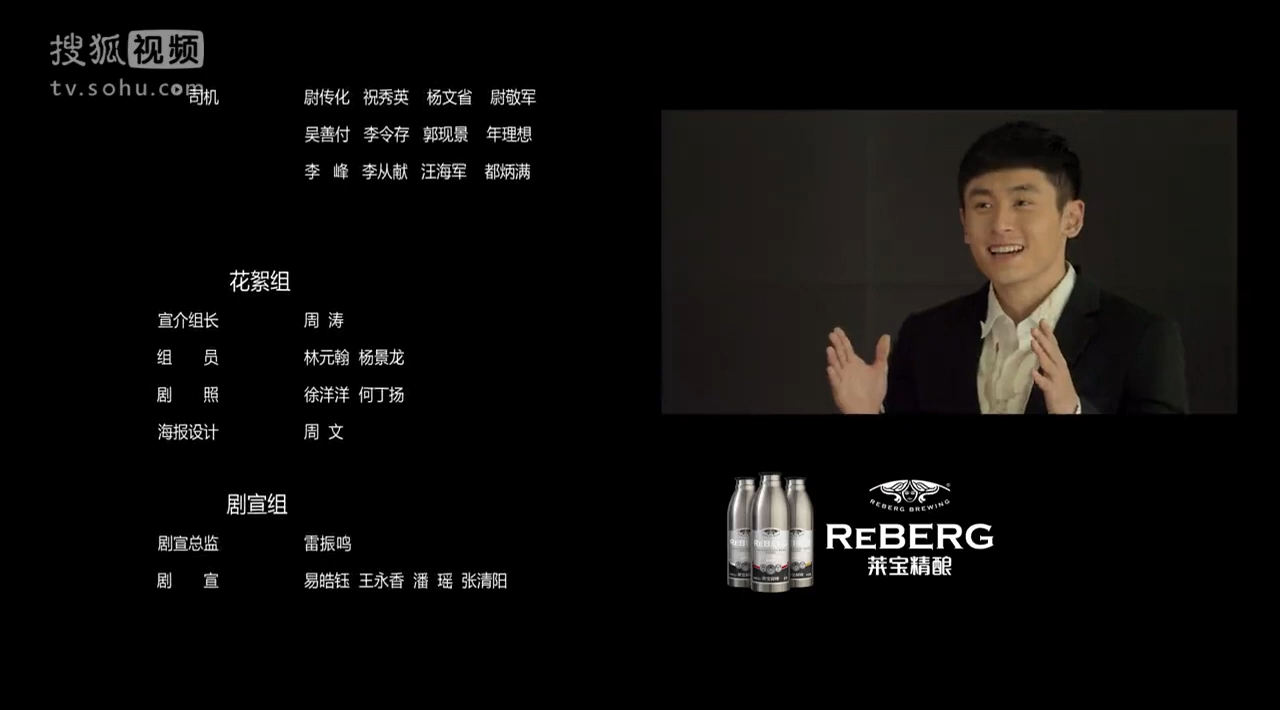 搜狐视频
tv.sohu.com
司机 尉传化 祝秀英 杨文省 尉敬军
吴善付 李令存 郭现景 年理想
李 峰 李从献 汪海军 都炳满
花絮组
宣介组长 周 涛
组 员 林元翰 杨景龙
剧 照 徐洋洋 何丁扬
海报设计 周 文
剧宣组
剧宣总监 雷振鸣
剧 宣 易皓钰 王永香 潘 瑶 张清阳
REBERG BREWING
REBERG
莱宝精酿